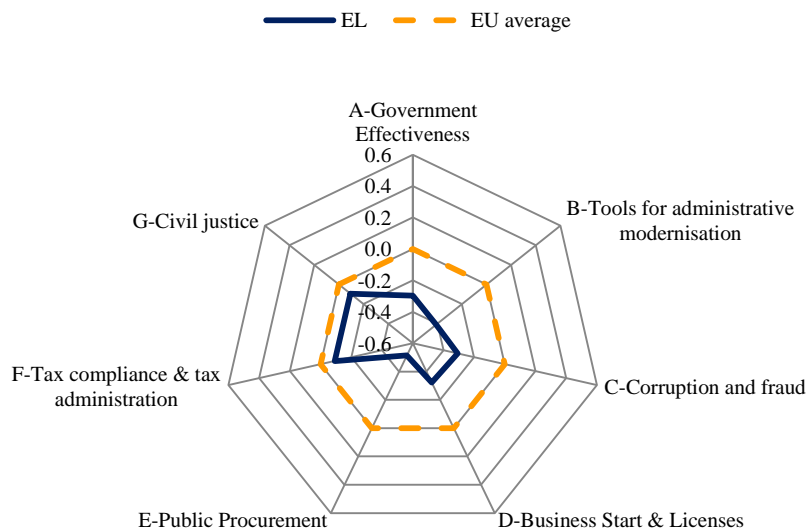 EL
EU average
A-Government
Effectiveness
0.6
0.4
0.2
0.0
-0.2
-0.4
-0.6
B-Tools for administrative
modernisation
C-Corruption and fraud
D-Business Start & Licenses
E-Public Procurement
F-Tax compliance & tax
administration
G-Civil justice